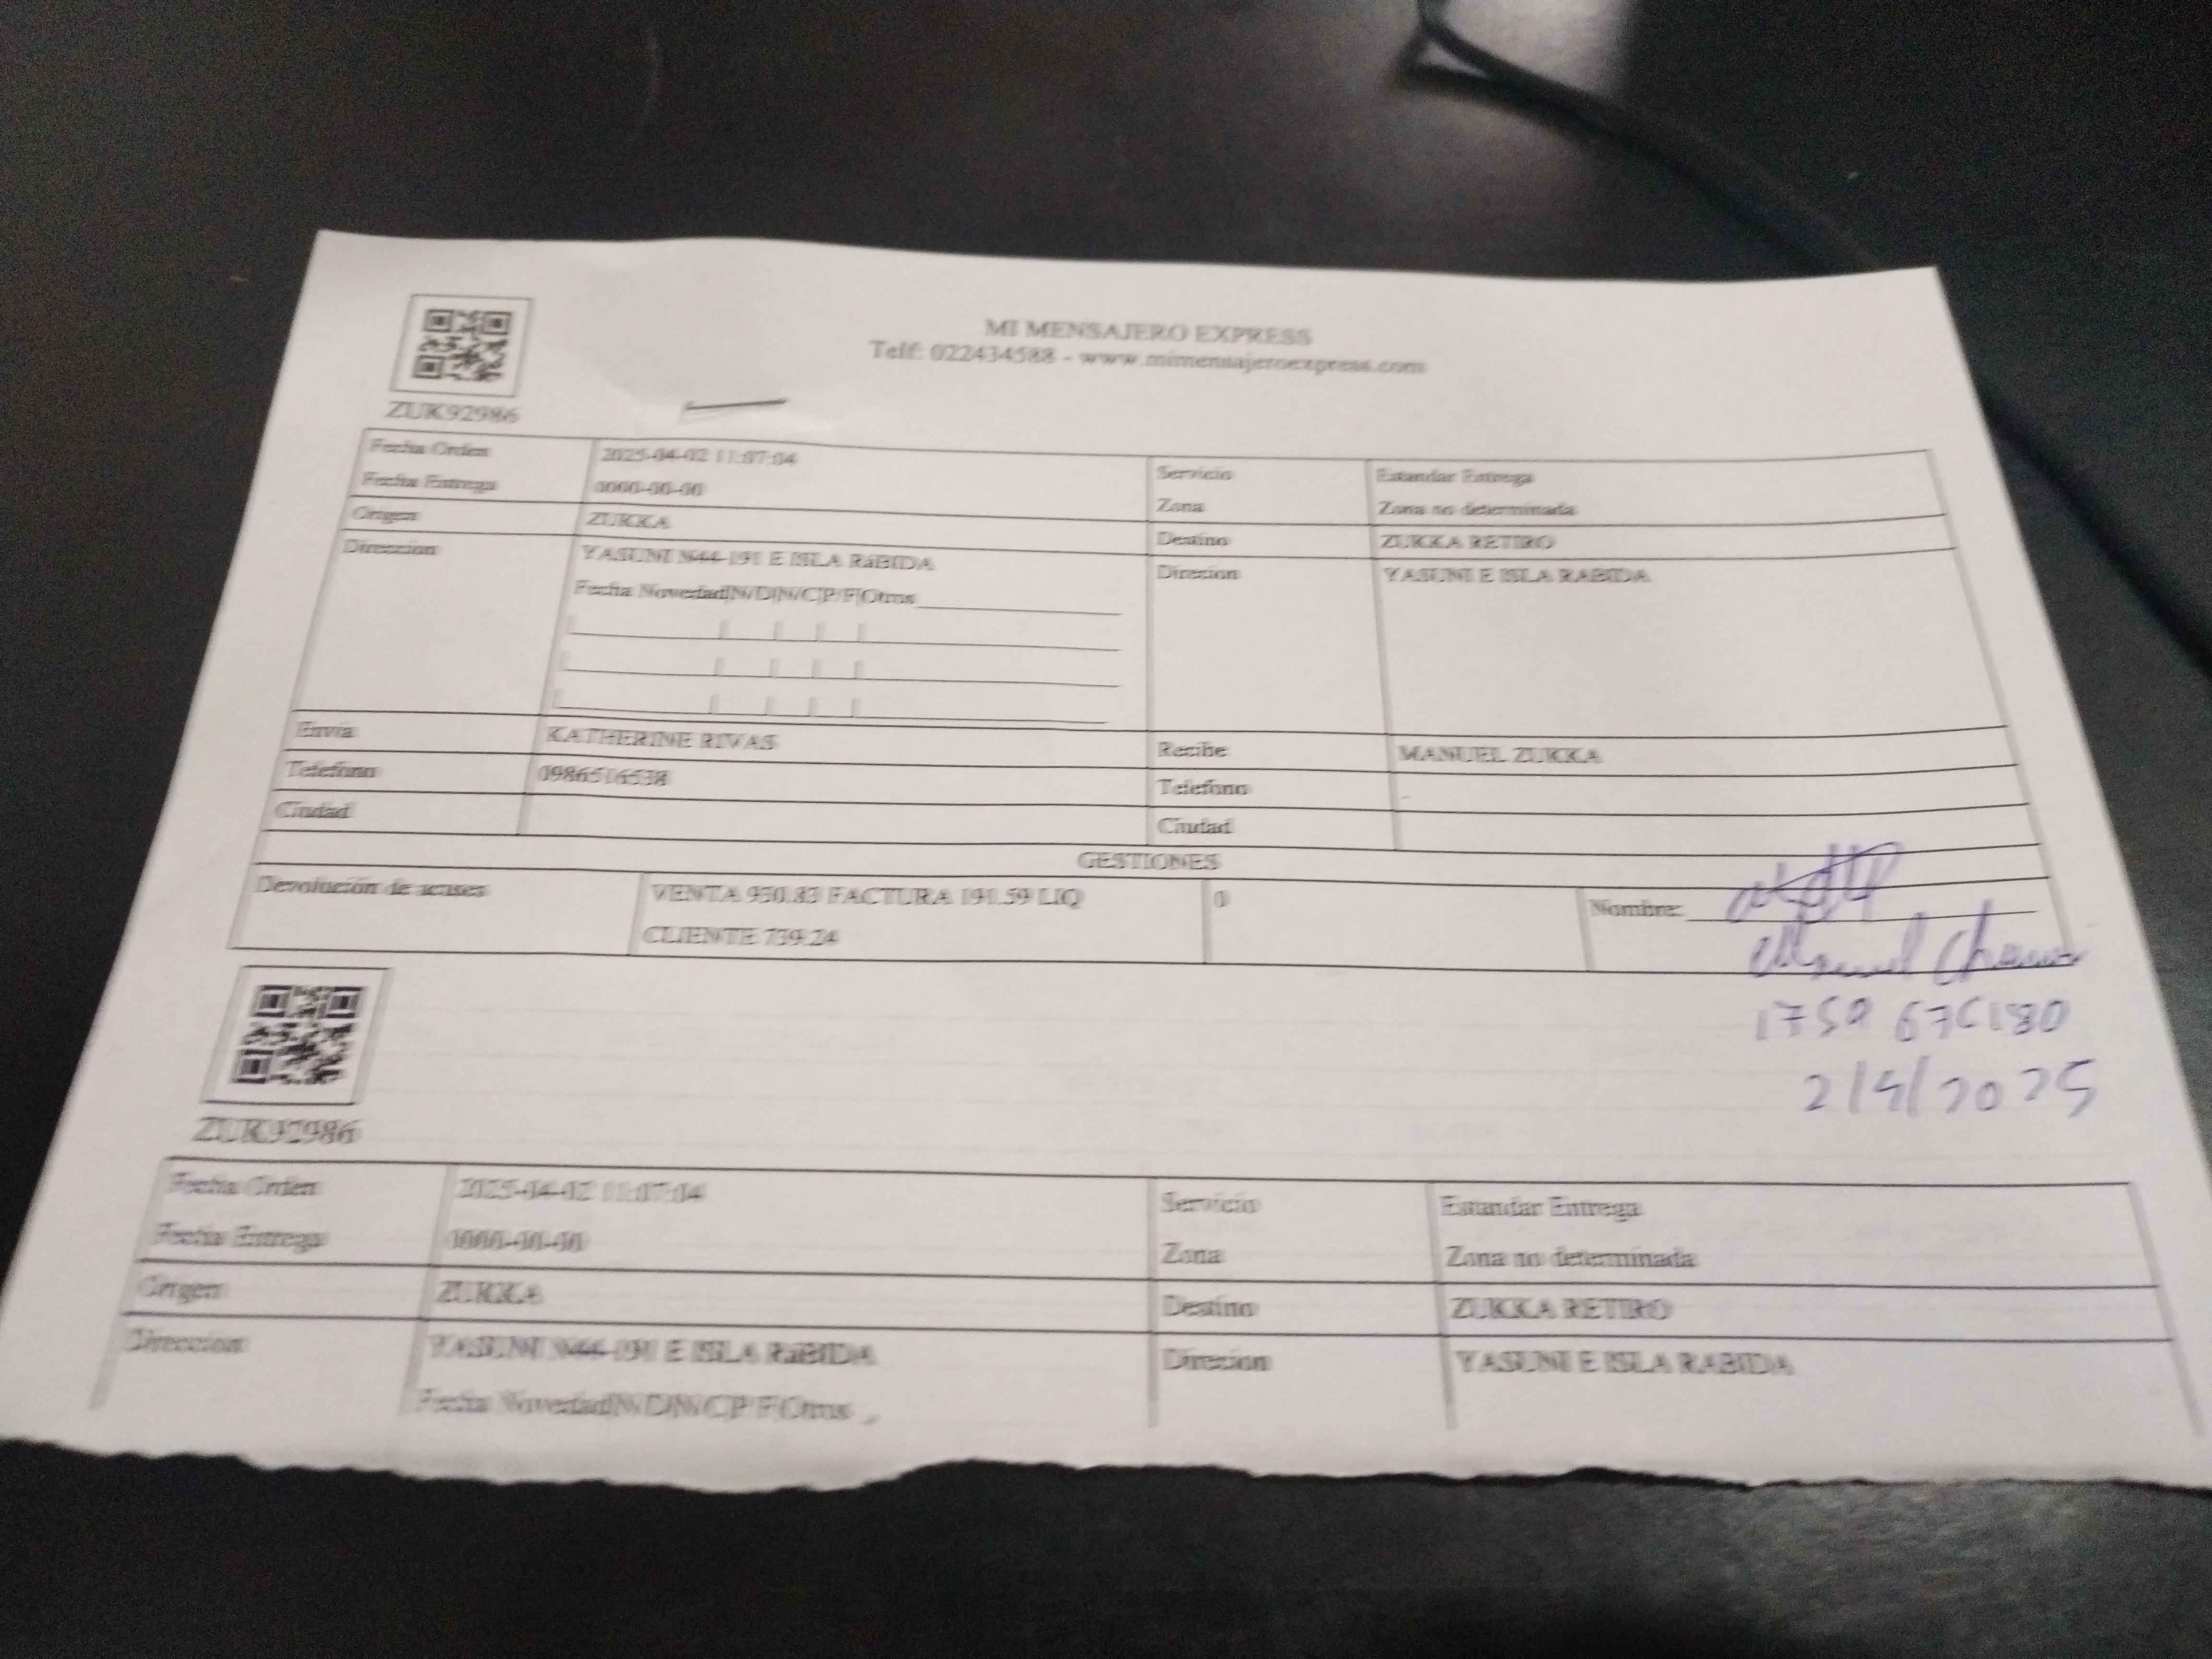 MI MENSAJERO EXPRESS
Telf: 022434588 - www.mimensajeroexpress.com
ZUK92986
Fecha Orden 2025-04-02 11:07:04 Servicio Estandar Entrega
Fecha Entrega 0000-00-00 Zona Zona no determinada
Origen ZUKKA Destino ZUKKA RETIRO
Direccion YASUNI N44-191 E ISLA RáBIDA Direcion YASUNI E ISLA RABIDA
Fecha Novedad|N/D|N/C|P/F|Otros
Envia KATHERINE RIVAS Recibe MANUEL ZUKKA
Telefono 0986516538 Telefono -
Ciudad Ciudad
GESTIONES
Devolución de acuses VENTA 930.83 FACTURA 191.59 LIQ 0 Nombre:
CLIENTE 739.24
Manuel
2/4/2025
ZUK92986
Fecha Orden 2025-04-02 11:07:04 Servicio Estandar Entrega
Fecha Entrega 0000-00-00 Zona Zona no determinada
Origen ZUKKA Destino ZUKKA RETIRO
Direccion YASUNI N44-191 E ISLA RáBIDA Direcion YASUNI E ISLA RABIDA
Fecha Novedad|N/D|N/C|P/F|Otros